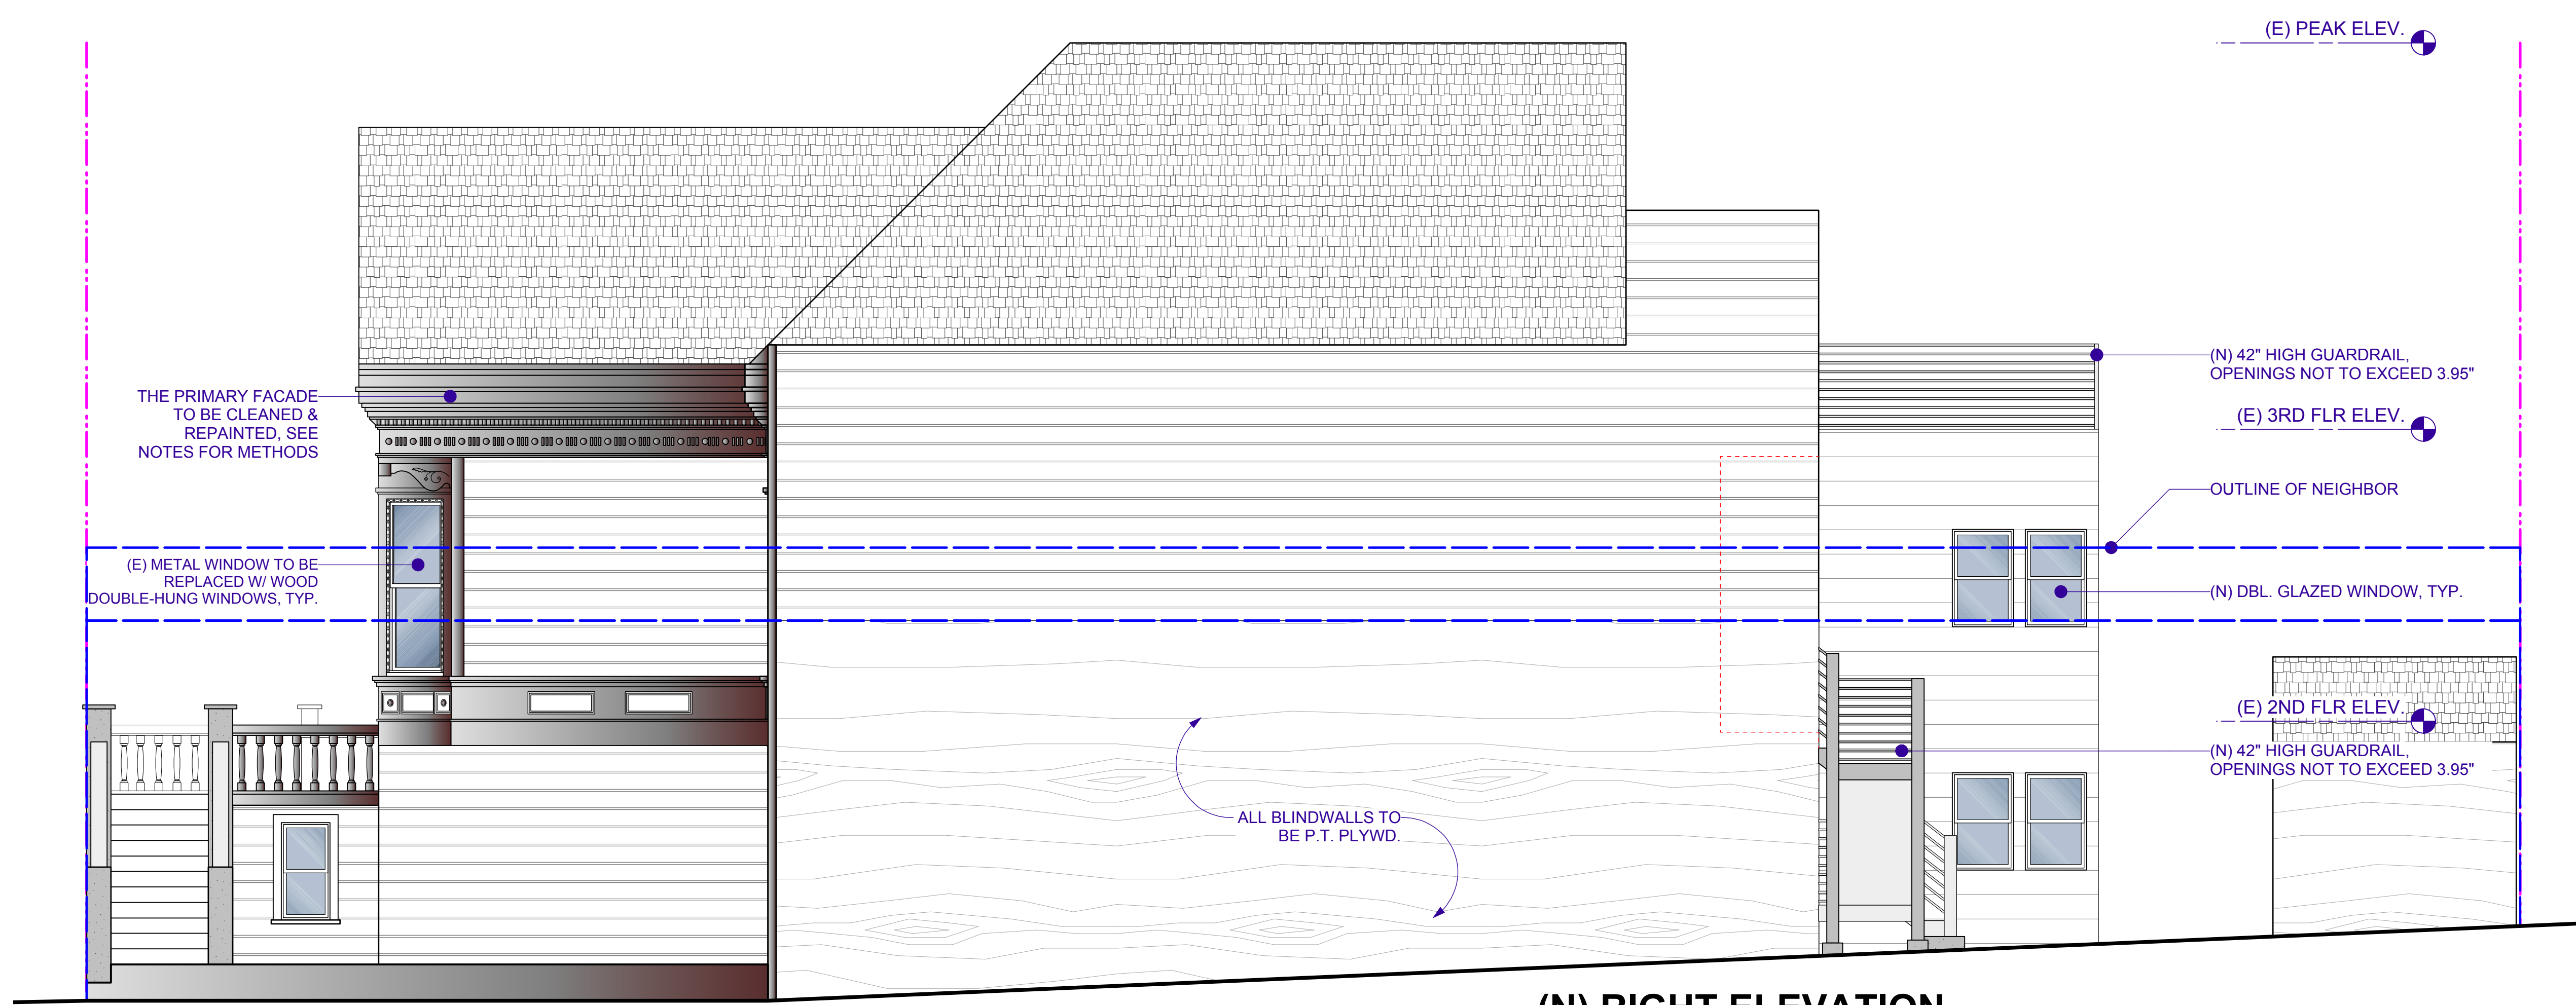 (E) PEAK ELEV.
THE PRIMARY FACADE
TO BE CLEANED &
REPAINTED, SEE
NOTES FOR METHODS
(N) 42" HIGH GUARDRAIL,
OPENINGS NOT TO EXCEED 3.95"
(E) 3RD FLR ELEV.
OUTLINE OF NEIGHBOR
(E) METAL WINDOW TO BE
REPLACED W/ WOOD
DOUBLE-HUNG WINDOWS, TYP.
(N) DBL. GLAZED WINDOW, TYP.
(E) 2ND FLR ELEV.
(N) 42" HIGH GUARDRAIL,
OPENINGS NOT TO EXCEED 3.95"
ALL BLINDWALLS TO
BE P.T. PLYWD.
(N) RIGHT ELEVATION